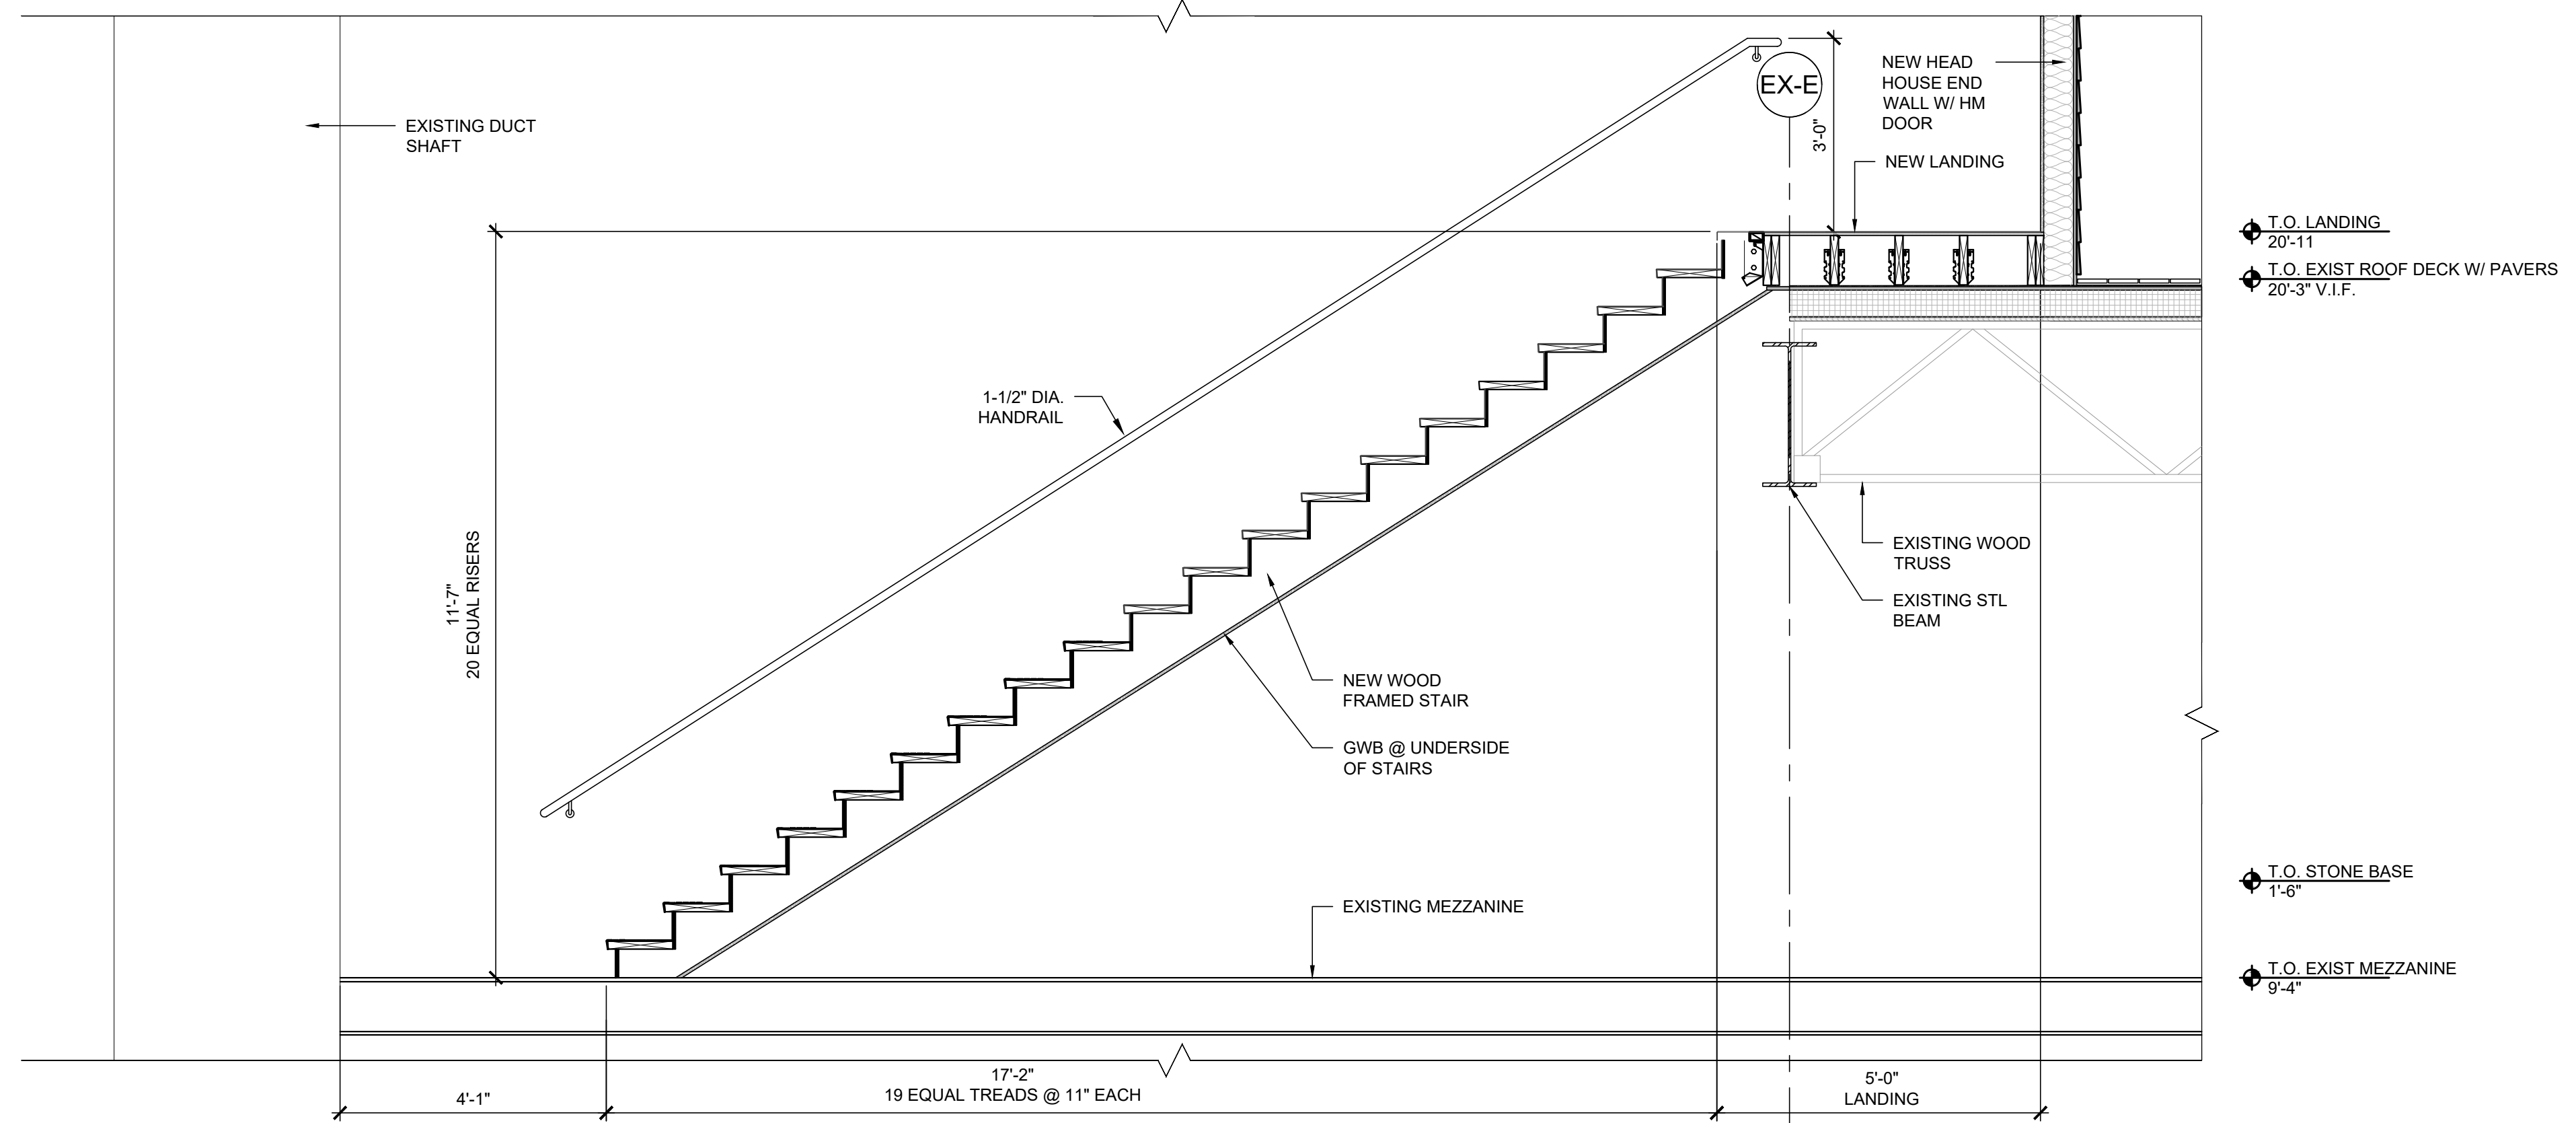 EX-E
3'-0"
NEW HEAD
HOUSE END
WALL W/ HM
DOOR
NEW LANDING
EXISTING DUCT
SHAFT
T.O. LANDING
20'-11
T.O. EXIST ROOF DECK W/ PAVERS
20'-3" V.I.F.
1-1/2" DIA.
HANDRAIL
11'-7"
20 EQUAL RISERS
EXISTING WOOD
TRUSS
EXISTING STL
BEAM
NEW WOOD
FRAMED STAIR
GWB @ UNDERSIDE
OF STAIRS
EXISTING MEZZANINE
T.O. STONE BASE
1'-6"
T.O. EXIST MEZZANINE
9'-4"
4'-1"
17'-2"
19 EQUAL TREADS @ 11" EACH
5'-0"
LANDING